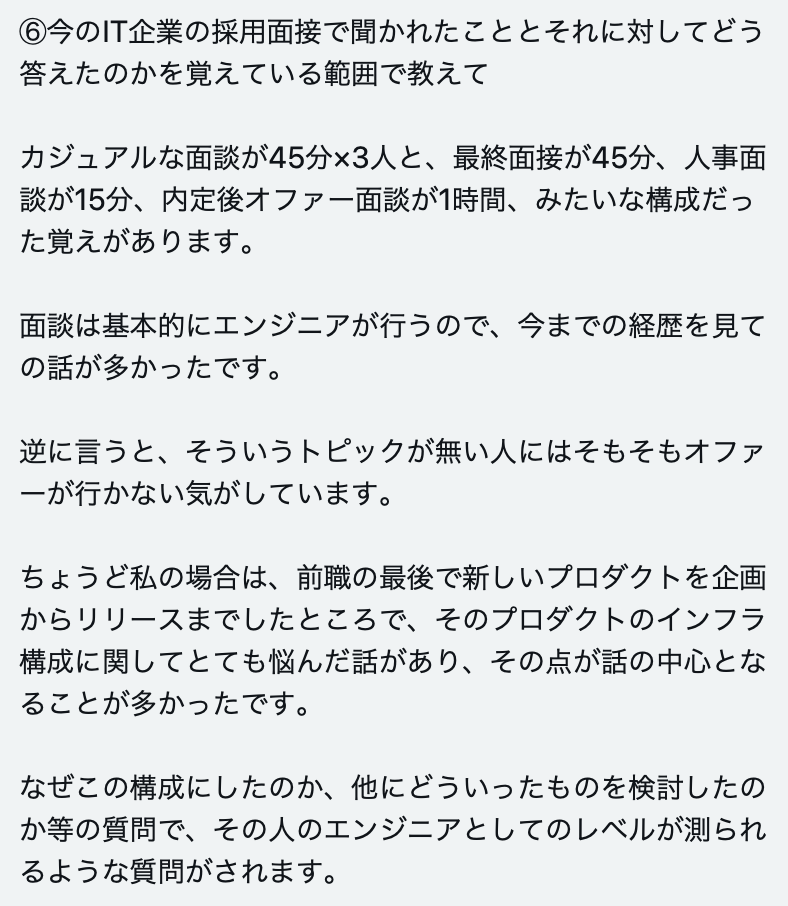 ⑥今のIT企業の採用面接で聞かれたこととそれに対してどう
答えたのかを覚えている範囲で教えて
カジュアルな面談が45分×3人と、最終面接が45分、人事面
談が15分、内定後オファー面談が1時間、みたいな構成だっ
た覚えがあります。
面談は基本的にエンジニアが行うので、今までの経歴を見て
の話が多かったです。
逆に言うと、そういうトピックが無い人にはそもそもオファ
ーが行かない気がしています。
ちょうど私の場合は、前職の最後で新しいプロダクトを企画
からリリースまでしたところで、そのプロダクトのインフラ
構成に関してとても悩んだ話があり、その点が話の中心とな
ることが多かったです。
なぜこの構成にしたのか、他にどういったものを検討したの
か等の質問で、その人のエンジニアとしてのレベルが測られ
るような質問がされます。